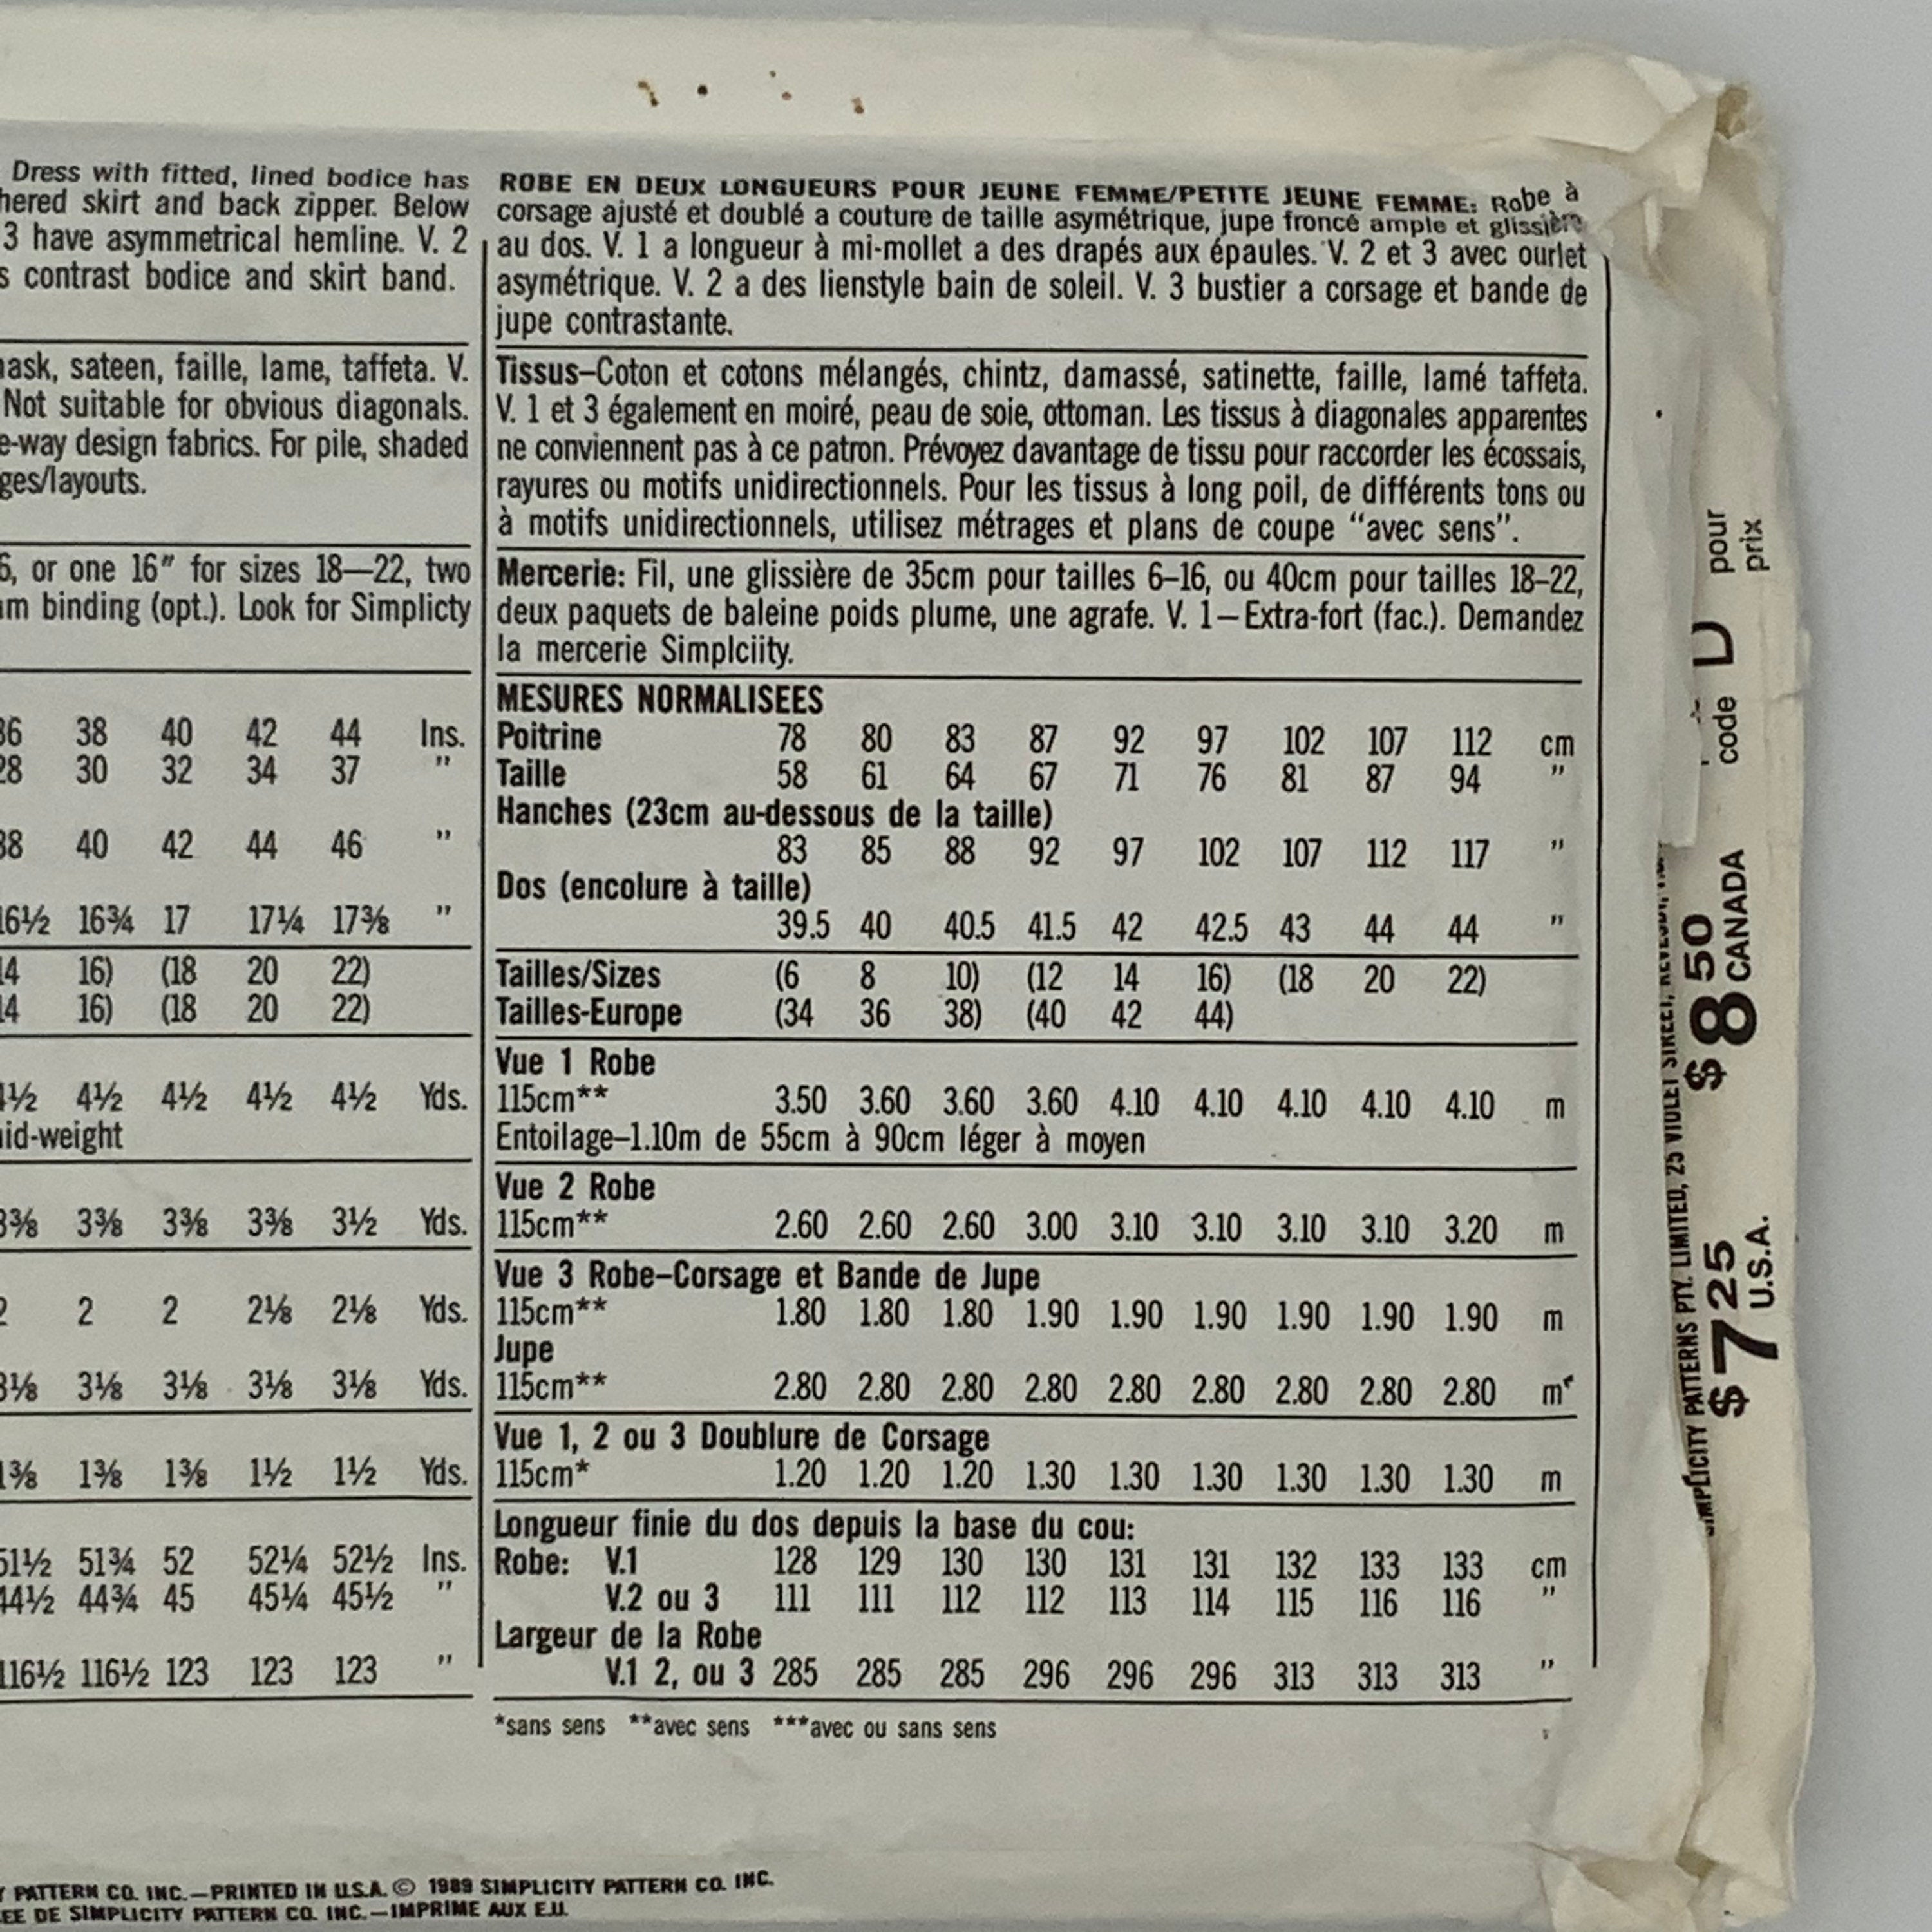 Dress with fitted, lined bodice has
skirt and back zipper. Below
3 have asymmetrical hemline. V. 2
contrast bodice and skirt band.
sateen, faille, lame, taffeta. V.
Not suitable for obvious diagonals.
design fabrics. For pile, shaded
or one 16″ for sizes 18—22, two
binding (opt.). Look for Simplicty
38 40 42 44 Ins.
30 32 34 37 "
40 42 44 46 "
16½ 16¾ 17 17¼ 17⅜ "
16) (18 20 22)
16) (18 20 22)
4½ 4½ 4½ 4½ Yds.
3⅜ 3⅜ 3⅜ 3½ Yds.
2 2 2⅛ 2⅛ Yds.
3⅛ 3⅛ 3⅛ 3⅛ Yds.
1⅜ 1⅜ 1½ 1½ Yds.
51½ 51¾ 52 52¼ 52½ Ins.
44½ 44¾ 45 45¼ 45½ "
116½ 116½ 123 123 123 "
ROBE EN DEUX LONGUEURS POUR JEUNE FEMME/PETITE JEUNE FEMME: Robe à
corsage ajusté et doublé a couture de taille asymétrique, jupe froncé ample et glissière
au dos. V. 1 a longueur à mi-mollet a des drapés aux épaules. V. 2 et 3 avec ourlet
asymétrique. V. 2 a des lienstyle bain de soleil. V. 3 bustier a corsage et bande de
jupe contrastante.
Tissus–Coton et cotons mélangés, chintz, damassé, satinette, faille, lamé taffeta.
V. 1 et 3 également en moiré, peau de soie, ottoman. Les tissus à diagonales apparentes
ne conviennent pas à ce patron. Prévoyez davantage de tissu pour raccorder les écossais,
rayures ou motifs unidirectionnels. Pour les tissus à long poil, de différents tons ou
à motifs unidirectionnels, utilisez métrages et plans de coupe “avec sens”.
Mercerie: Fil, une glissière de 35cm pour tailles 6–16, ou 40cm pour tailles 18–22,
deux paquets de baleine poids plume, une agrafe. V. 1—Extra-fort (fac.). Demandez
la mercerie Simplciity.
MESURES NORMALISEES
Poitrine 78 80 83 87 92 97 102 107 112 cm
Taille 58 61 64 67 71 76 81 87 94 "
Hanches (23cm au-dessous de la taille)
83 85 88 92 97 102 107 112 117 "
Dos (encolure à taille)
39.5 40 40.5 41.5 42 42.5 43 44 44 "
Tailles/Sizes (6 8 10) (12 14 16) (18 20 22)
Tailles-Europe (34 36 38) (40 42 44)
Vue 1 Robe
115cm** 3.50 3.60 3.60 3.60 4.10 4.10 4.10 4.10 4.10 m
Entoilage–1.10m de 55cm à 90cm léger à moyen
Vue 2 Robe
115cm** 2.60 2.60 2.60 3.00 3.10 3.10 3.10 3.10 3.20 m
Vue 3 Robe–Corsage et Bande de Jupe
115cm** 1.80 1.80 1.80 1.90 1.90 1.90 1.90 1.90 1.90 m
Jupe
115cm** 2.80 2.80 2.80 2.80 2.80 2.80 2.80 2.80 2.80 m
Vue 1, 2 ou 3 Doublure de Corsage
115cm* 1.20 1.20 1.20 1.30 1.30 1.30 1.30 1.30 1.30 m
Longueur finie du dos depuis la base du cou:
Robe: V.1 128 129 130 130 131 131 132 133 133 cm
V.2 ou 3 111 111 112 112 113 114 115 116 116 "
Largeur de la Robe
V.1 2, ou 3 285 285 285 296 296 296 313 313 313 "
*sans sens **avec sens ***avec ou sans sens
PATTERN CO. INC.—PRINTED IN U.S.A. © 1989 SIMPLICITY PATTERN CO. INC.
DE SIMPLICITY PATTERN CO. INC.—IMPRIME AUX E.U.
SIMPLICITY PATTERNS PTY. LIMITED, 25 VIOLET STREET,
$7 25 $8 50 code D pour
U.S.A. CANADA prix